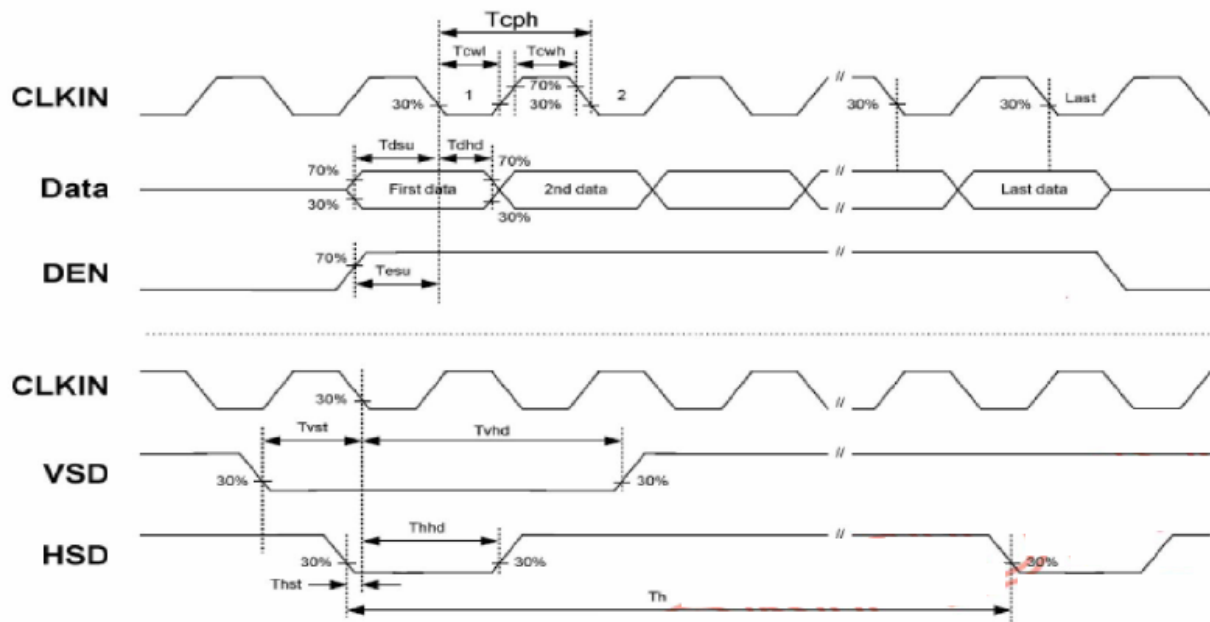 Tcph
Tcwl Tcwh
CLKIN 30% 1 70% 30% 2 // 30% 30% Last
Tdsu Tdhd
Data 70% 30% First data 70% 30% 2nd data // Last data
DEN 70% Tesu //
CLKIN 30% //
Tvst Tvhd
VSD 30% 30% //
Thhd
HSD 30% 30% // 30%
Thst
Th